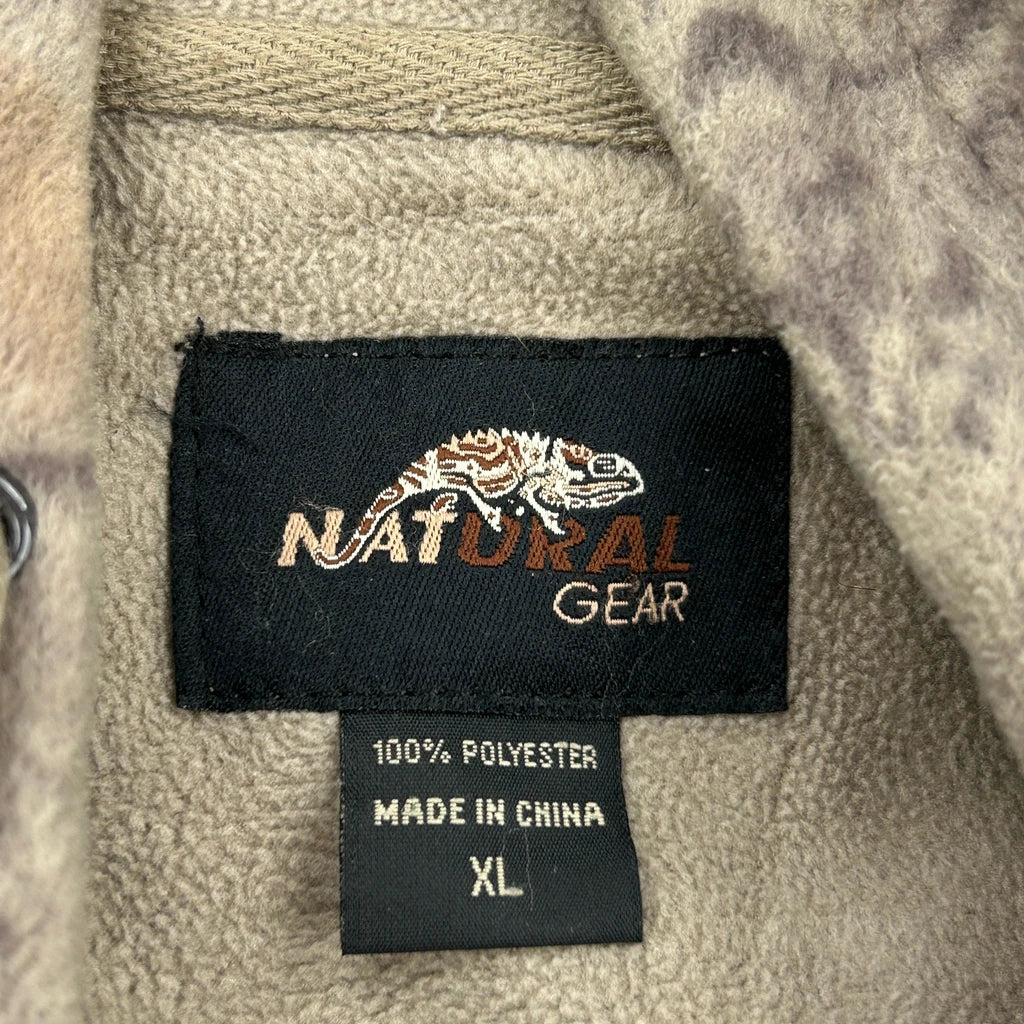 NATURAL
GEAR
100% POLYESTER
MADE IN CHINA
XL